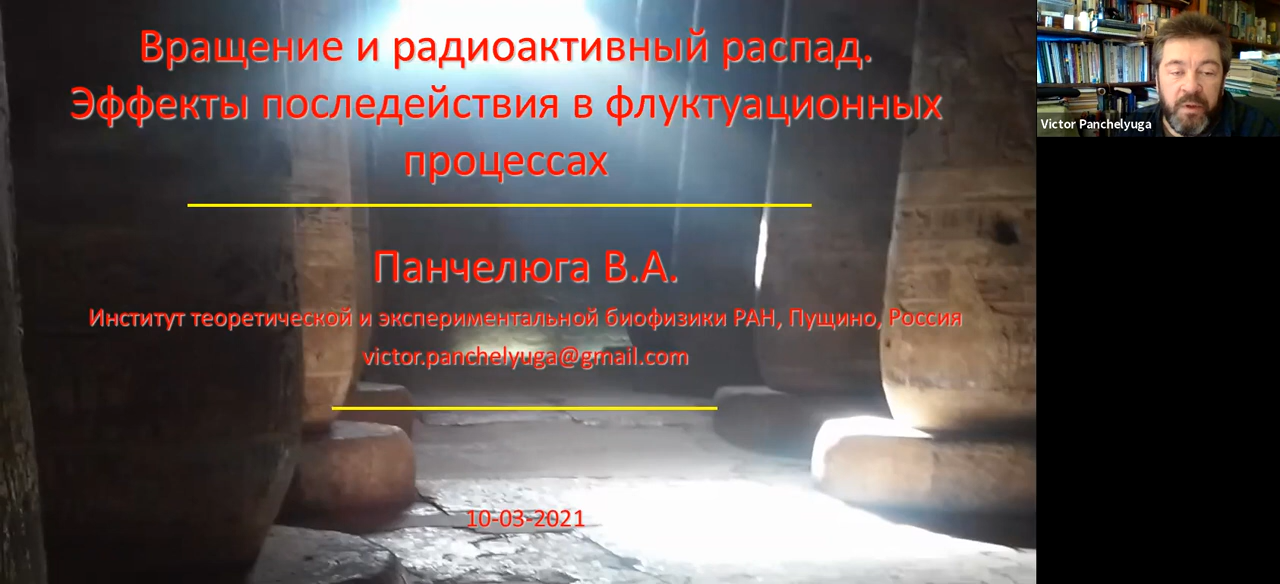 Вращение и радиоактивный распад.
Эффекты последействия в флуктуационных
процессах
Панчелюга В.А.
Институт теоретической и экспериментальной биофизики РАН, Пущино, Россия
victor.panchelyuga@gmail.com
10-03-2021
Victor Panchelyuga